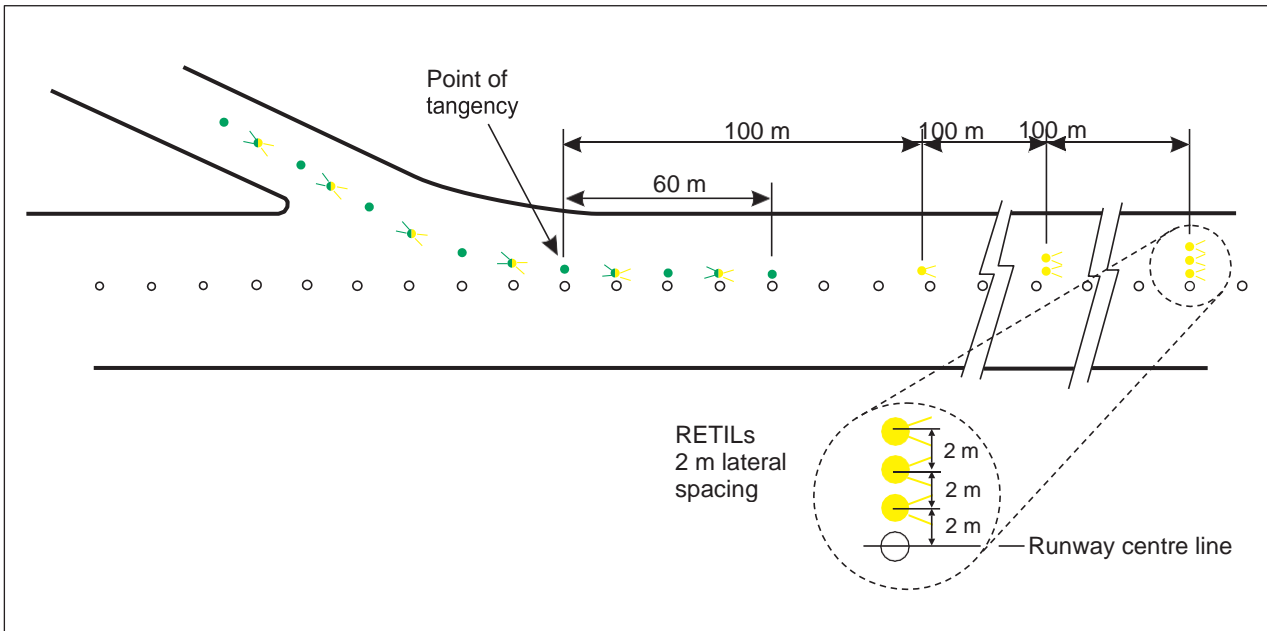 Point of
tangency
100 m
100 m
100 m
60 m
RETILs
2 m lateral
spacing
2 m
2 m
2 m
Runway centre line